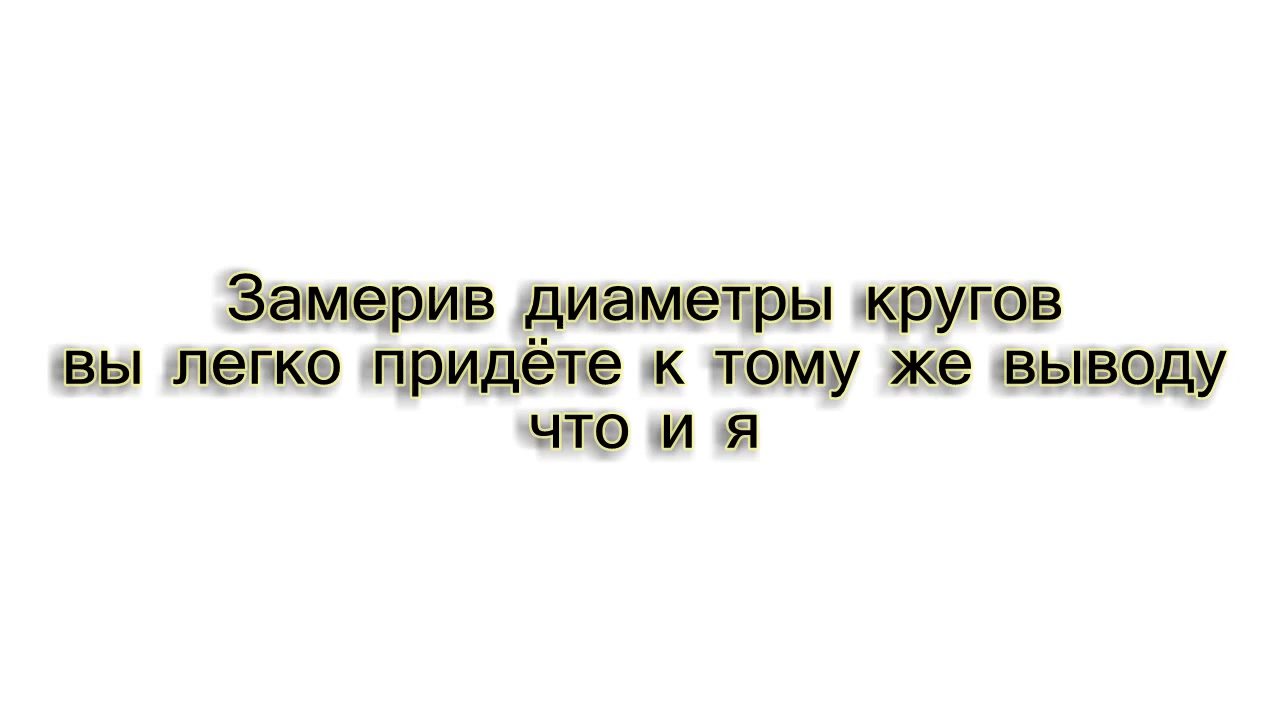 Замерив диаметры кругов
вы легко придёте к тому же выводу
что и я